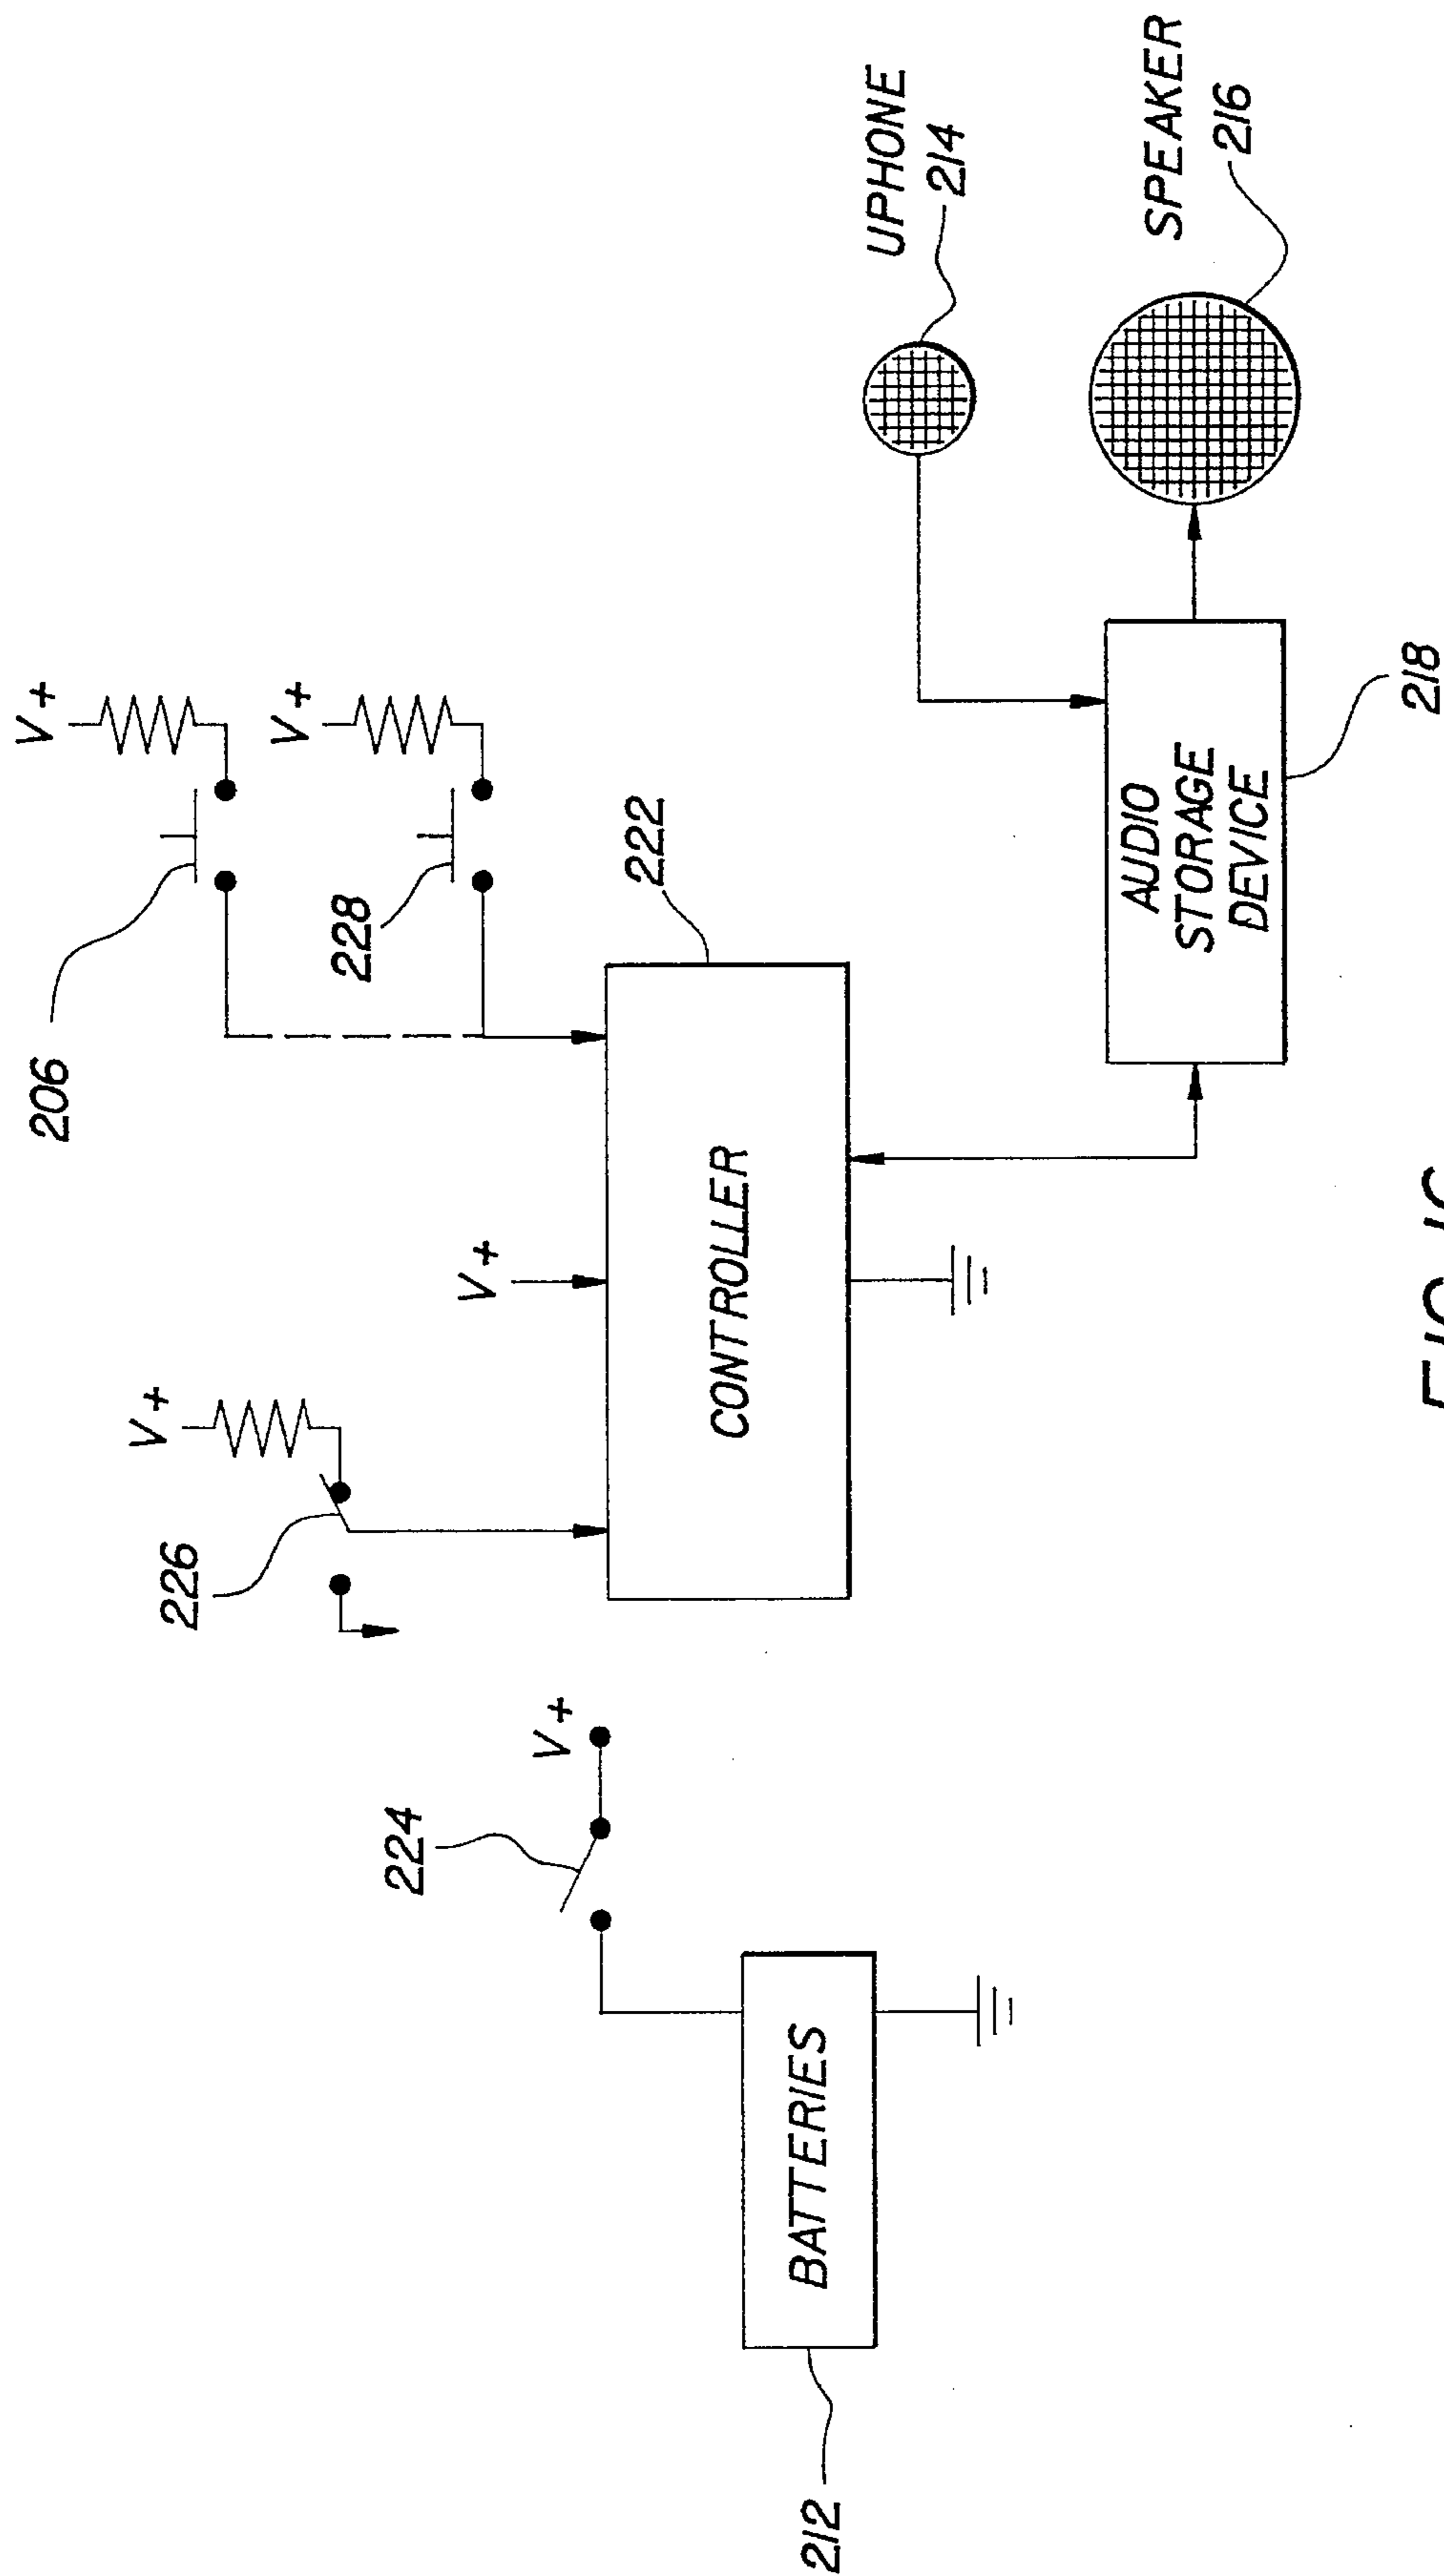 V+
206
V+
228
V+
226
V+
222
UPHONE
214
SPEAKER
216
CONTROLLER
V+
224
AUDIO
STORAGE
DEVICE
218
BATTERIES
212